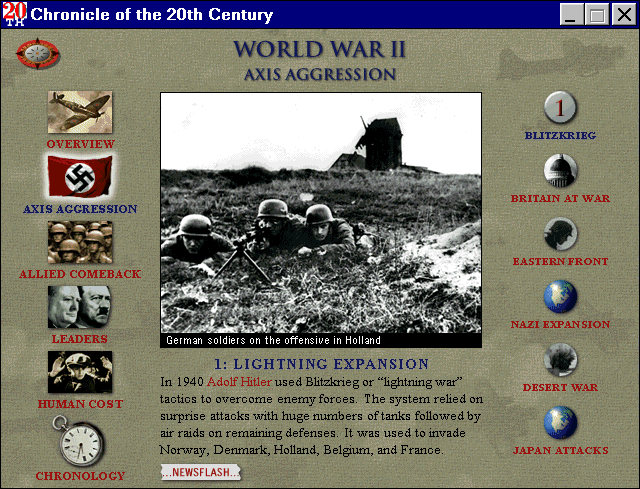 20
TH
Chronicle of the 20th Century
WORLD WAR II
AXIS AGGRESSION
OVERVIEW
AXIS AGGRESSION
ALLIED COMEBACK
LEADERS
HUMAN COST
CHRONOLOGY
German soldiers on the offensive in Holland
1: LIGHTNING EXPANSION
In 1940 Adolf Hitler used Blitzkrieg or “lightning war”
tactics to overcome enemy forces. The system relied on
surprise attacks with huge numbers of tanks followed by
air raids on remaining defenses. It was used to invade
Norway, Denmark, Holland, Belgium, and France.
...NEWSFLASH...
1
BLITZKRIEG
BRITAIN AT WAR
EASTERN FRONT
NAZI EXPANSION
DESERT WAR
JAPAN ATTACKS